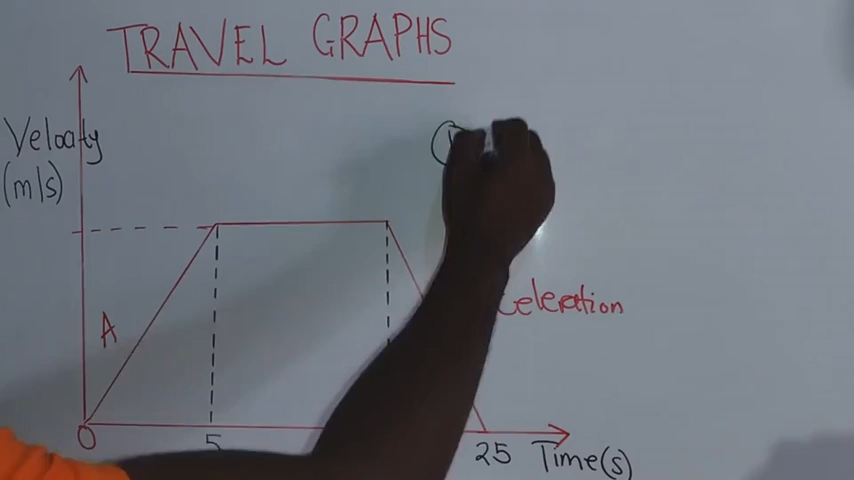 TRAVEL GRAPHS
Velocity
(m/s)
A
0
5
25
Time(s)